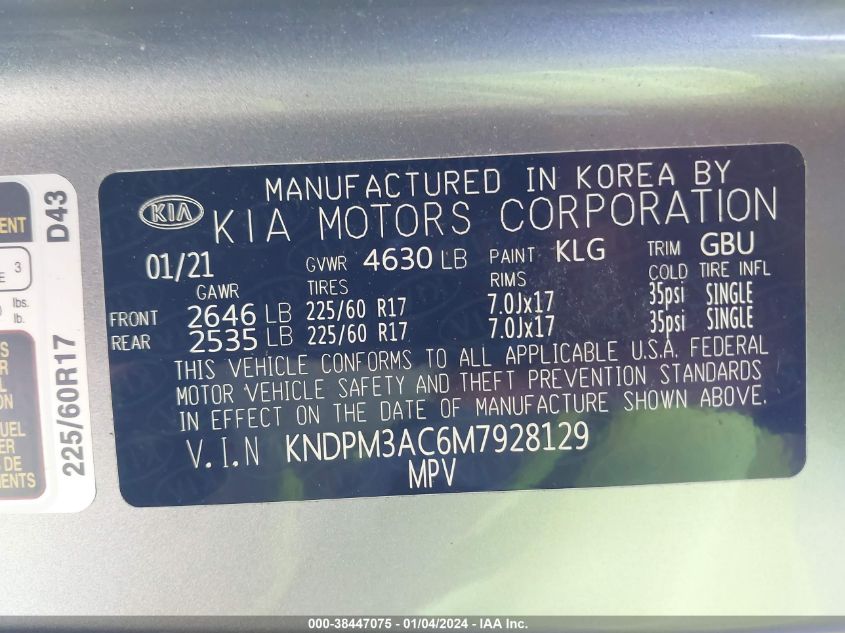 MANUFACTURED IN KOREA BY
KIA KIA MOTORS CORPORATION
01/21 GVWR 4630 LB PAINT KLG TRIM GBU
GAWR TIRES RIMS COLD TIRE INFL
FRONT 2646 LB 225/60 R17 7.0Jx17 35psi SINGLE
REAR 2535 LB 225/60 R17 7.0Jx17 35psi SINGLE
THIS VEHICLE CONFORMS TO ALL APPLICABLE U.S.A. FEDERAL
MOTOR VEHICLE SAFETY AND THEFT PREVENTION STANDARDS
IN EFFECT ON THE DATE OF MANUFACTURE SHOWN ABOVE.
V.I.N KNDPM3AC6M7928129
MPV
D43
225/60R17
3
lbs.
lb.
000-38447075 - 01/04/2024 - IAA Inc.